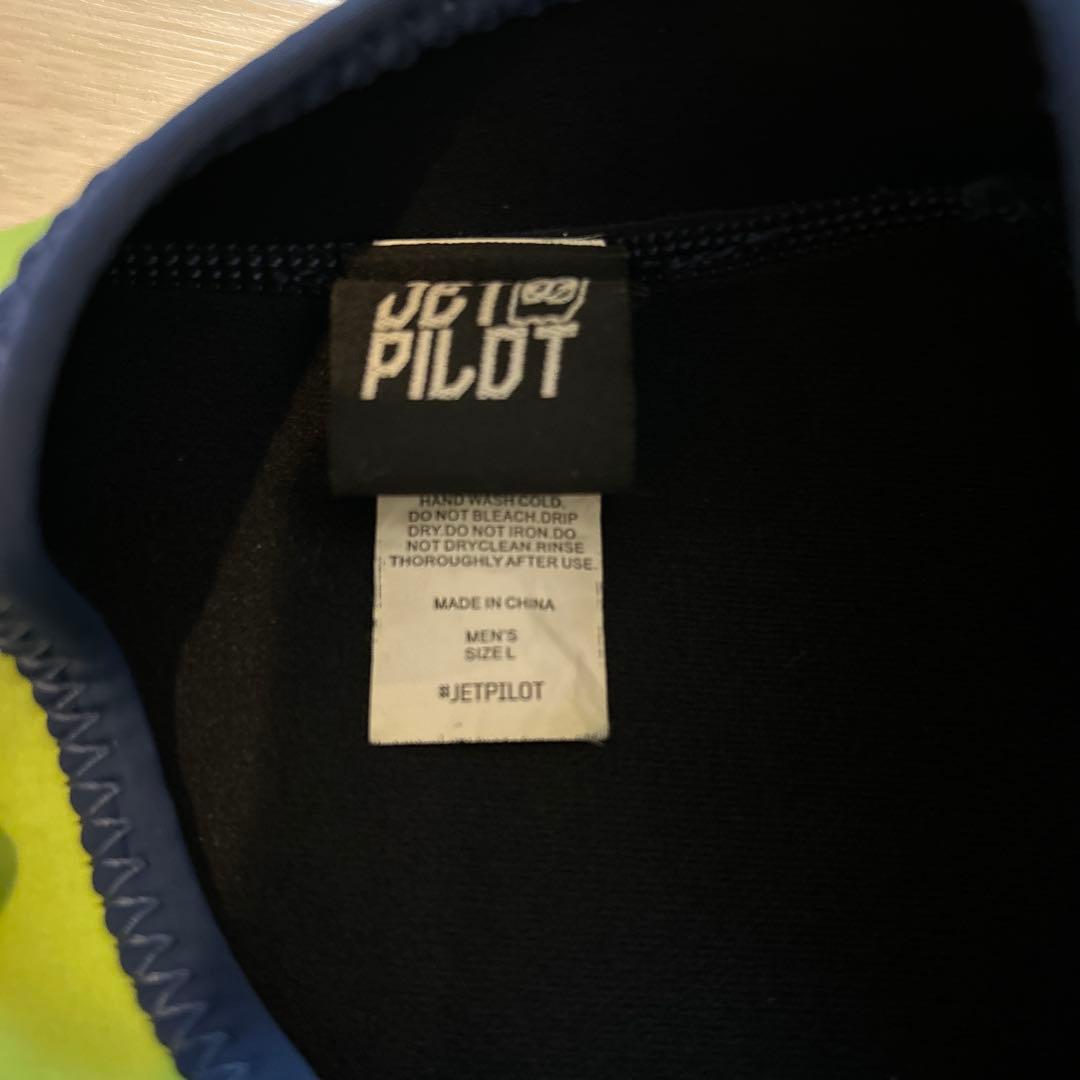 JET
PILOT
HAND WASH COLD.
DO NOT BLEACH.DRIP
DRY.DO NOT IRON.DO
NOT DRYCLEAN.RINSE
THOROUGHLY AFTER USE.
MADE IN CHINA
MEN'S
SIZE L
#JETPILOT